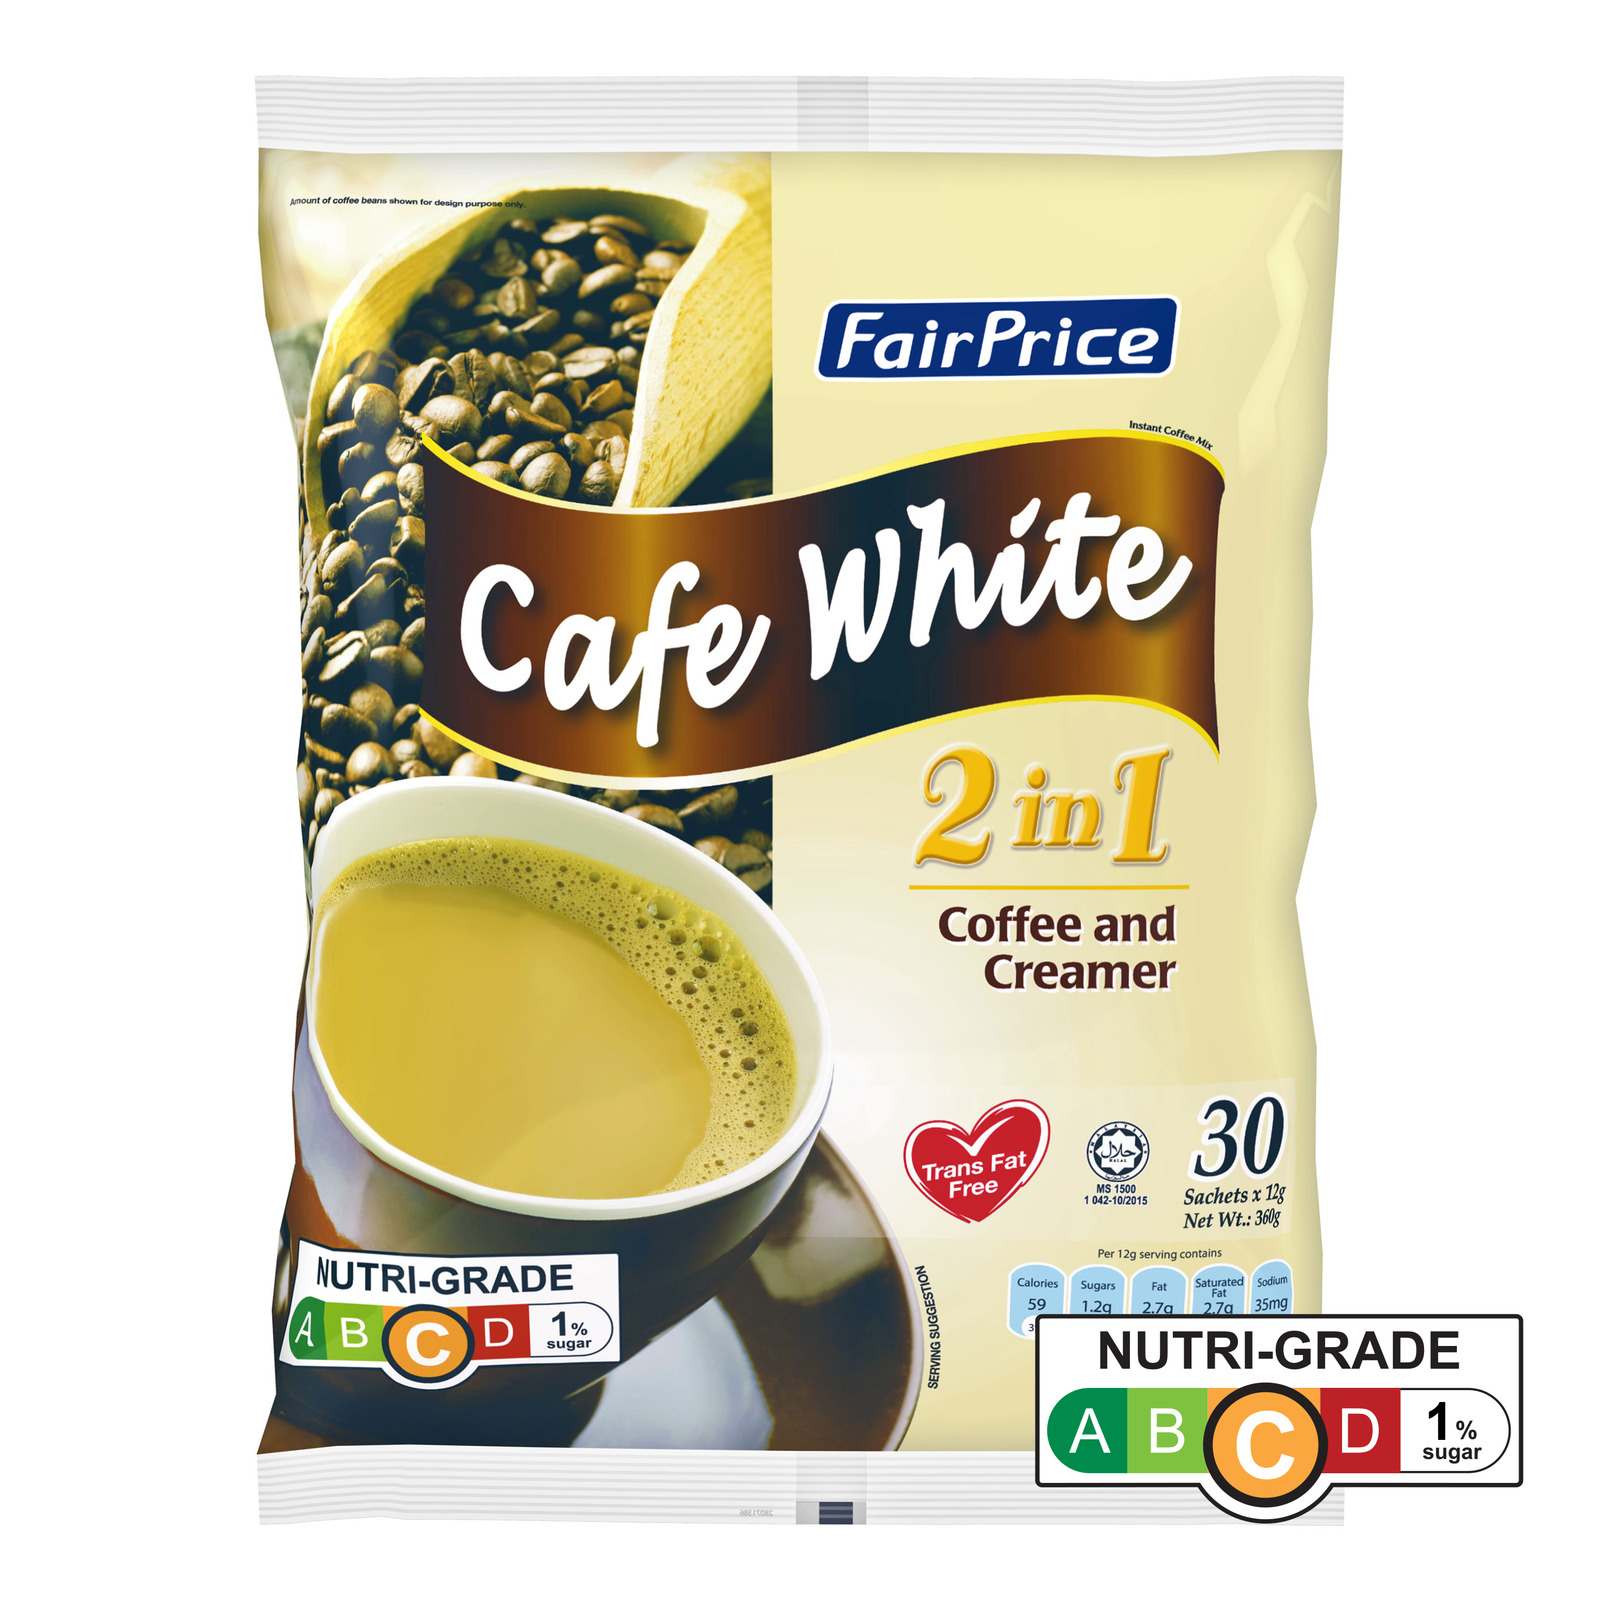 Amount of coffee beans shown for design purpose only.
FairPrice
Instant Coffee Mix
Cafe White
2 in 1
Coffee and
Creamer
Trans Fat
Free
حلال
HALAL
MS 1500
1 042-10/2015
30
Sachets x 12g
Net Wt.: 360g
Per 12g serving contains
Calories
59
Sugars
1.2g
Fat
2.7g
Saturated
Fat
2.7g
Sodium
35mg
SERVING SUGGESTION
NUTRI-GRADE
A B C D 1% sugar
NUTRI-GRADE
A B C D 1% sugar